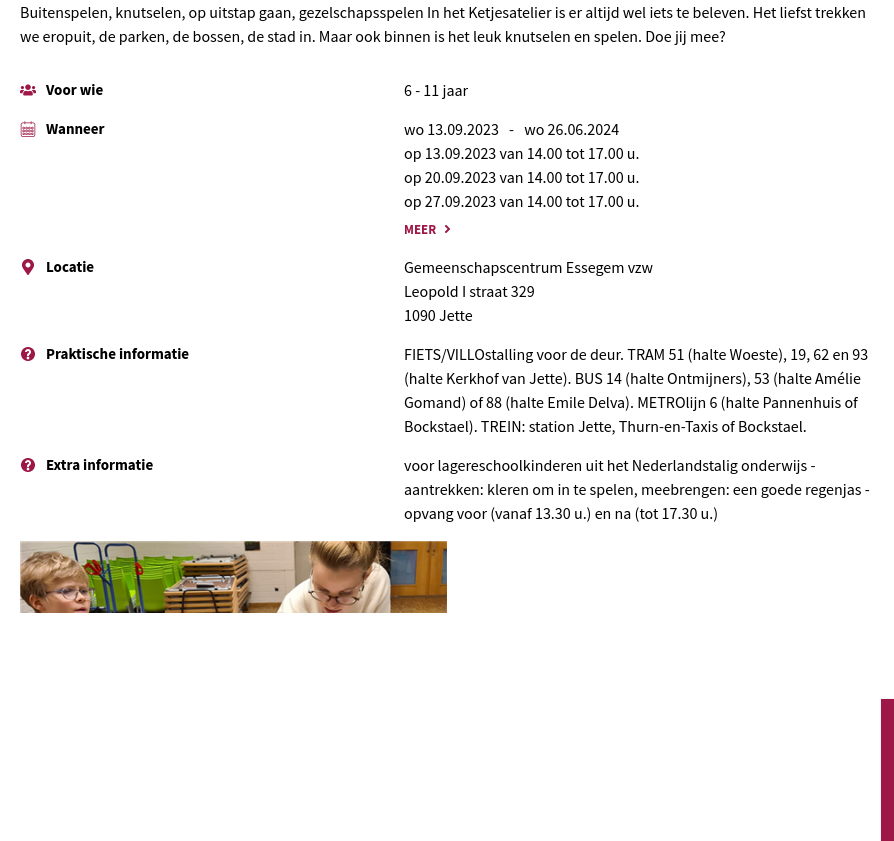 Buitenspelen, knutselen, op uitstap gaan, gezelschapsspelen In het Ketjesatelier is er altijd wel iets te beleven. Het liefst trekken
we eropuit, de parken, de bossen, de stad in. Maar ook binnen is het leuk knutselen en spelen. Doe jij mee?
Voor wie
6 - 11 jaar
Wanneer
wo 13.09.2023 - wo 26.06.2024
op 13.09.2023 van 14.00 tot 17.00 u.
op 20.09.2023 van 14.00 tot 17.00 u.
op 27.09.2023 van 14.00 tot 17.00 u.
MEER
Locatie
Gemeenschapscentrum Essegem vzw
Leopold I straat 329
1090 Jette
Praktische informatie
FIETS/VILLOstalling voor de deur. TRAM 51 (halte Woeste), 19, 62 en 93
(halte Kerkhof van Jette). BUS 14 (halte Ontmijners), 53 (halte Amélie
Gomand) of 88 (halte Emile Delva). METROlijn 6 (halte Pannenhuis of
Bockstael). TREIN: station Jette, Thurn-en-Taxis of Bockstael.
Extra informatie
voor lagereschoolkinderen uit het Nederlandstalig onderwijs -
aantrekken: kleren om in te spelen, meebrengen: een goede regenjas -
opvang voor (vanaf 13.30 u.) en na (tot 17.30 u.)